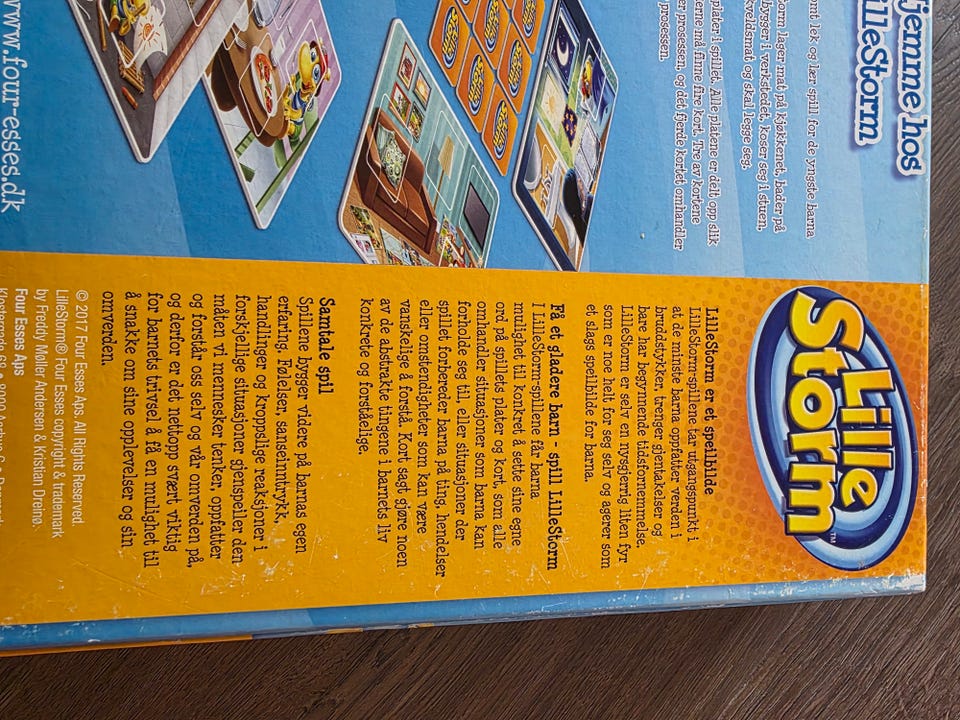 jemme hos
LilleStorm
omt lek og lær spill for de yngste barna.
torm lager mat på kjøkkenet, bader på
bygger i verkstedet, koser seg i stuen,
kveldsmat og skal legge seg.
plater i spillet. Alle platene er delt opp slik
kerne må finne fire kort. Tre av kortene
er prosessen, og det fjerde kortet omhandler
prosessen.
www.four-esses.dk
Lille
Storm™
LilleStorm er et speilbilde
LilleStorm-spillene tar utgangspunkt i
at de minste barna oppfatter verden i
bruddstykker, trenger gjentakelser og
bare har begynnende tidsfornemmelse.
LilleStorm er selv en nysgjerrig liten fyr
som er noe helt for seg selv og agerer som
et slags speilbilde for barna.
Få et gladere barn - spill LilleStorm
I LilleStorm-spillene får barna
mulighet til konkret å sette sine egne
ord på spillets plater og kort, som alle
omhandler situasjoner som barna kan
forholde seg til, eller situasjoner der
spillet forbereder barna på ting, hendelser
eller omstendigheter som kan være
vanskelige å forstå. Kort sagt gjøre noen
av de abstrakte tingene i barnets liv
konkrete og forståelige.
Samtale spil
Spillene bygger videre på barnas egen
erfaring. Følelser, sanseinntrykk,
handlinger og kroppslige reaksjoner i
forskjellige situasjoner gjenspeller den
måten vi mennesker tenker, oppfatter
og forstår oss selv og vår omverden på,
og derfor er det nettopp svært viktig
for barnets trivsel å få en mulighet til
å snakke om sine opplevelser og sin
omverden.
© 2017 Four Esses Aps. All Rights Reserved.
LilleStorm® Four Esses copyright & trademark
by Freddy Møller Andersen & Kristian Dreinø.
Four Esses Aps